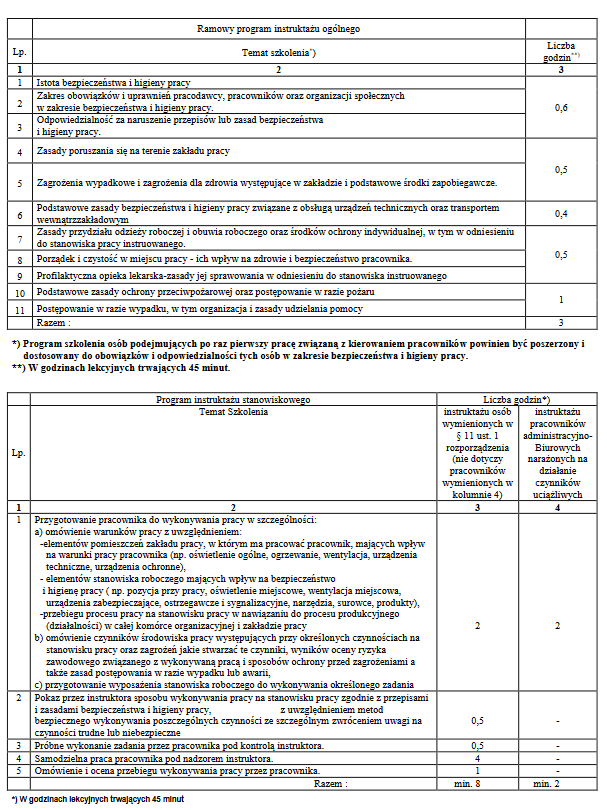 Ramowy program instruktażu ogólnego
Lp.
Temat szkolenia*)
Liczba
godzin**)
1 2 3
1 Istota bezpieczeństwa i higieny pracy
2 Zakres obowiązków i uprawnień pracodawcy, pracowników oraz organizacji społecznych
w zakresie bezpieczeństwa i higieny pracy.
0,6
3 Odpowiedzialność za naruszenie przepisów lub zasad bezpieczeństwa
i higieny pracy.
4 Zasady poruszania się na terenie zakładu pracy
0,5
5 Zagrożenia wypadkowe i zagrożenia dla zdrowia występujące w zakładzie i podstawowe środki zapobiegawcze.
6 Podstawowe zasady bezpieczeństwa i higieny pracy związane z obsługą urządzeń technicznych oraz transportem
wewnątrzzakładowym
0,4
7 Zasady przydziału odzieży roboczej i obuwia roboczego oraz środków ochrony indywidualnej, w tym w odniesieniu
do stanowiska pracy instruowanego.
8 Porządek i czystość w miejscu pracy - ich wpływ na zdrowie i bezpieczeństwo pracownika.
0,5
9 Profilaktyczna opieka lekarska-zasady jej sprawowania w odniesieniu do stanowiska instruowanego
10 Podstawowe zasady ochrony przeciwpożarowej oraz postępowanie w razie pożaru
1
11 Postępowanie w razie wypadku, w tym organizacja i zasady udzielania pomocy
Razem : 3
*) Program szkolenia osób podejmujących po raz pierwszy pracę związaną z kierowaniem pracowników powinien być poszerzony i
dostosowany do obowiązków i odpowiedzialności tych osób w zakresie bezpieczeństwa i higieny pracy.
**) W godzinach lekcyjnych trwających 45 minut.
Lp.
Program instruktażu stanowiskowego
Liczba godzin*)
Temat Szkolenia
instruktażu osób
wymienionych w
§ 11 ust. 1
rozporządzenia
(nie dotyczy
pracowników
wymienionych w
kolumnie 4)
instruktażu
pracowników
administracyjno-
Biurowych
narażonych na
działanie
czynników
uciążliwych
1 2 3 4
1 Przygotowanie pracownika do wykonywania pracy w szczególności:
a) omówienie warunków pracy z uwzględnieniem:
-elementów pomieszczeń zakładu pracy, w którym ma pracować pracownik, mających wpływ
na warunki pracy pracownika (np. oświetlenie ogólne, ogrzewanie, wentylacja, urządzenia
techniczne, urządzenia ochronne),
- elementów stanowiska roboczego mających wpływ na bezpieczeństwo
i higienę pracy ( np. pozycja przy pracy, oświetlenie miejscowe, wentylacja miejscowa,
urządzenia zabezpieczające, ostrzegawcze i sygnalizacyjne, narzędzia, surowce, produkty),
-przebiegu procesu pracy na stanowisku pracy w nawiązaniu do procesu produkcyjnego
(działalności) w całej komórce organizacyjnej i zakładzie pracy
b) omówienie czynników środowiska pracy występujących przy określonych czynnościach na
stanowisku pracy oraz zagrożeń jakie stwarzać te czynniki, wyników oceny ryzyka
zawodowego związanego z wykonywaną pracą i sposobów ochrony przed zagrożeniami a
także zasad postępowania w razie wypadku lub awarii,
c) przygotowanie wyposażenia stanowiska roboczego do wykonywania określonego zadania
2 2
2 Pokaz przez instruktora sposobu wykonywania pracy na stanowisku pracy zgodnie z przepisami
i zasadami bezpieczeństwa i higieny pracy, z uwzględnieniem metod
bezpiecznego wykonywania poszczególnych czynności ze szczególnym zwróceniem uwagi na
czynności trudne lub niebezpieczne
0,5 -
3 Próbne wykonanie zadania przez pracownika pod kontrolą instruktora. 0,5 -
4 Samodzielna praca pracownika pod nadzorem instruktora. 4 -
5 Omówienie i ocena przebiegu wykonywania pracy przez pracownika. 1 -
Razem : min. 8 min. 2
*) W godzinach lekcyjnych trwających 45 minut